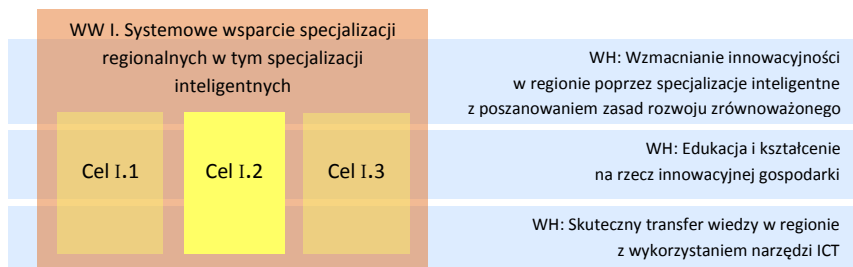 WW I. Systemowe wsparcie specjalizacji
regionalnych w tym specjalizacji
inteligentnych
Cel I.1
Cel I.2
Cel I.3
WH: Wzmacnianie innowacyjności
w regionie poprzez specjalizacje inteligentne
z poszanowaniem zasad rozwoju zrównoważonego
WH: Edukacja i kształcenie
na rzecz innowacyjnej gospodarki
WH: Skuteczny transfer wiedzy w regionie
z wykorzystaniem narzędzi ICT